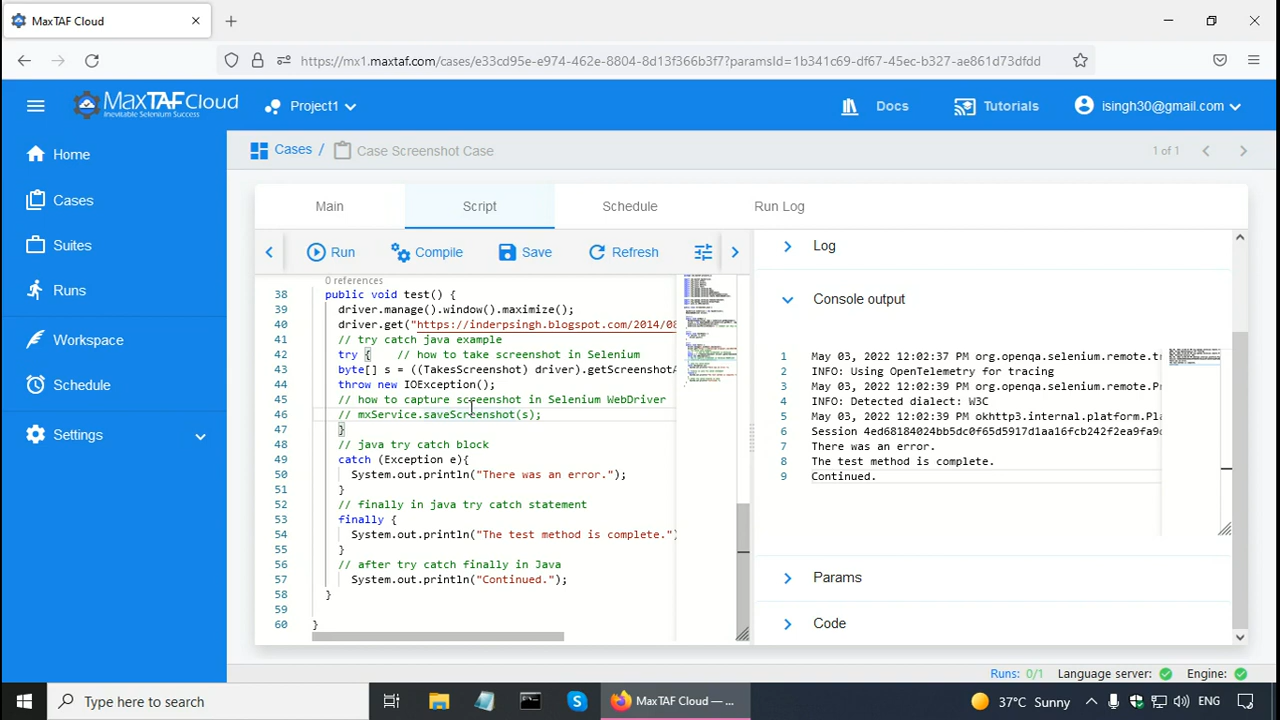 MaxTAF Cloud
https://mx1.maxtaf.com/cases/e33cd95e-e974-462e-8804-8d13f366b3f7?paramsId=1b341c69-df67-45ec-b327-ae861d73dfdd
MaxTAFCloud
Inevitable Selenium Success
Project1
Docs
Tutorials
isingh30@gmail.com
Home
Cases
Suites
Runs
Workspace
Schedule
Settings
Cases /
Case Screenshot Case
1 of 1
Main
Script
Schedule
Run Log
Run
Compile
Save
Refresh
0 references
38 public void test() {
39 driver.manage().window().maximize();
40 driver.get("https://inderpsingh.blogspot.com/2014/08
41 // try catch java example
42 try { // how to take screenshot in Selenium
43 byte[] s = ((TakesScreenshot) driver).getScreenshotA
44 throw new IOException();
45 // how to capture screenshot in Selenium WebDriver
46 // mxService.saveScreenshot(s);
47 }
48 // java try catch block
49 catch (Exception e){
50 System.out.println("There was an error.");
51 }
52 // finally in java try catch statement
53 finally {
54 System.out.println("The test method is complete.")
55 }
56 // after try catch finally in Java
57 System.out.println("Continued.");
58 }
59
60 }
Log
Console output
1 May 03, 2022 12:02:37 PM org.openqa.selenium.remote.tr
2 INFO: Using OpenTelemetry for tracing
3 May 03, 2022 12:02:39 PM org.openqa.selenium.remote.P
4 INFO: Detected dialect: W3C
5 May 03, 2022 12:02:39 PM okhttp3.internal.platform.Pl
6 Session 4ed68184024bb5dc0f65d5917d1aa16fcb242f2ea9fa9
7 There was an error.
8 The test method is complete.
9 Continued.
Params
Code
Runs: 0/1
Language server:
Engine:
Type here to search
MaxTAF Cloud — ...
37°C Sunny
ENG